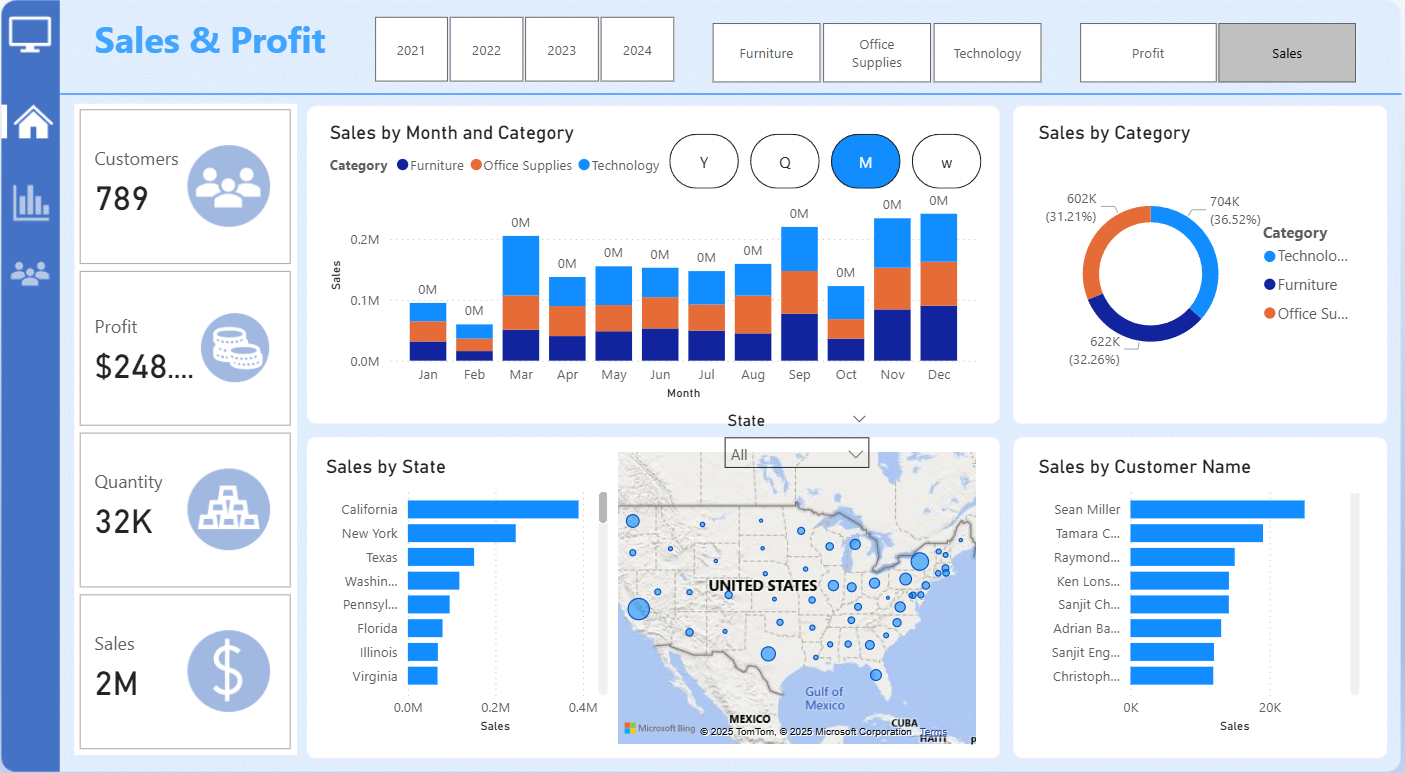 Sales & Profit
2021
2022
2023
2024
Furniture
Office
Supplies
Technology
Profit
Sales
Customers
789
Profit
$248....
Quantity
32K
Sales
2M
Sales by Month and Category
Category Furniture Office Supplies Technology
Y
Q
M
w
Sales
0.2M
0.1M
0.0M
0M
0M
0M
0M
0M
0M
0M
0M
0M
0M
0M
0M
Jan Feb Mar Apr May Jun Jul Aug Sep Oct Nov Dec
Month
Sales by Category
602K
(31.21%)
704K
(36.52%)
622K
(32.26%)
Category
Technolo...
Furniture
Office Su...
State
All
Sales by State
California
New York
Texas
Washin...
Pennsyl...
Florida
Illinois
Virginia
0.0M 0.2M 0.4M
Sales
UNITED STATES
Gulf of
Mexico
MEXICO
CUBA
HAITI
P
Microsoft Bing
© 2025 TomTom, © 2025 Microsoft Corporation Terms
Sales by Customer Name
Sean Miller
Tamara C...
Raymond...
Ken Lons...
Sanjit Ch...
Adrian Ba...
Sanjit Eng...
Christoph...
0K 20K
Sales